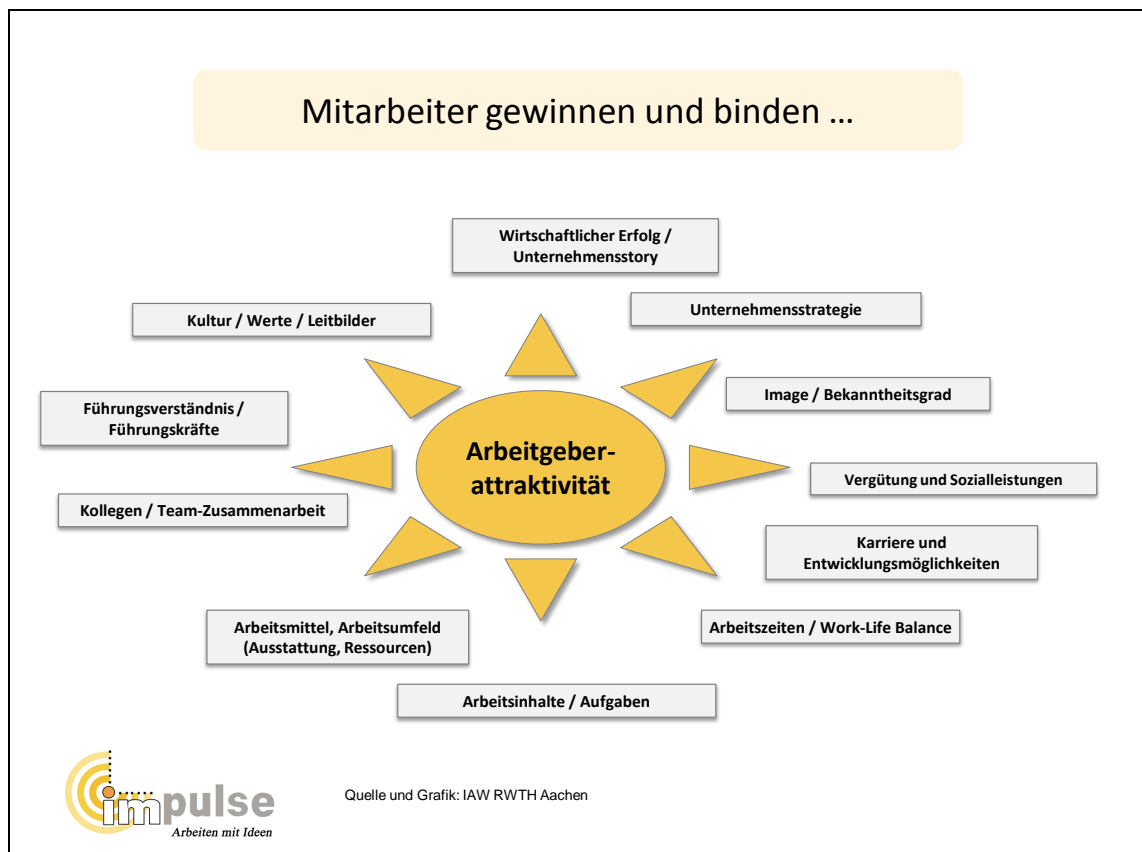 Mitarbeiter gewinnen und binden …
Wirtschaftlicher Erfolg /
Unternehmensstory
Unternehmensstrategie
Kultur / Werte / Leitbilder
Image / Bekanntheitsgrad
Führungsverständnis /
Führungskräfte
Arbeitgeber-
attraktivität
Vergütung und Sozialleistungen
Kollegen / Team-Zusammenarbeit
Karriere und
Entwicklungsmöglichkeiten
Arbeitsmittel, Arbeitsumfeld
(Ausstattung, Ressourcen)
Arbeitszeiten / Work-Life Balance
Arbeitsinhalte / Aufgaben
impulse
Arbeiten mit Ideen
Quelle und Grafik: IAW RWTH Aachen